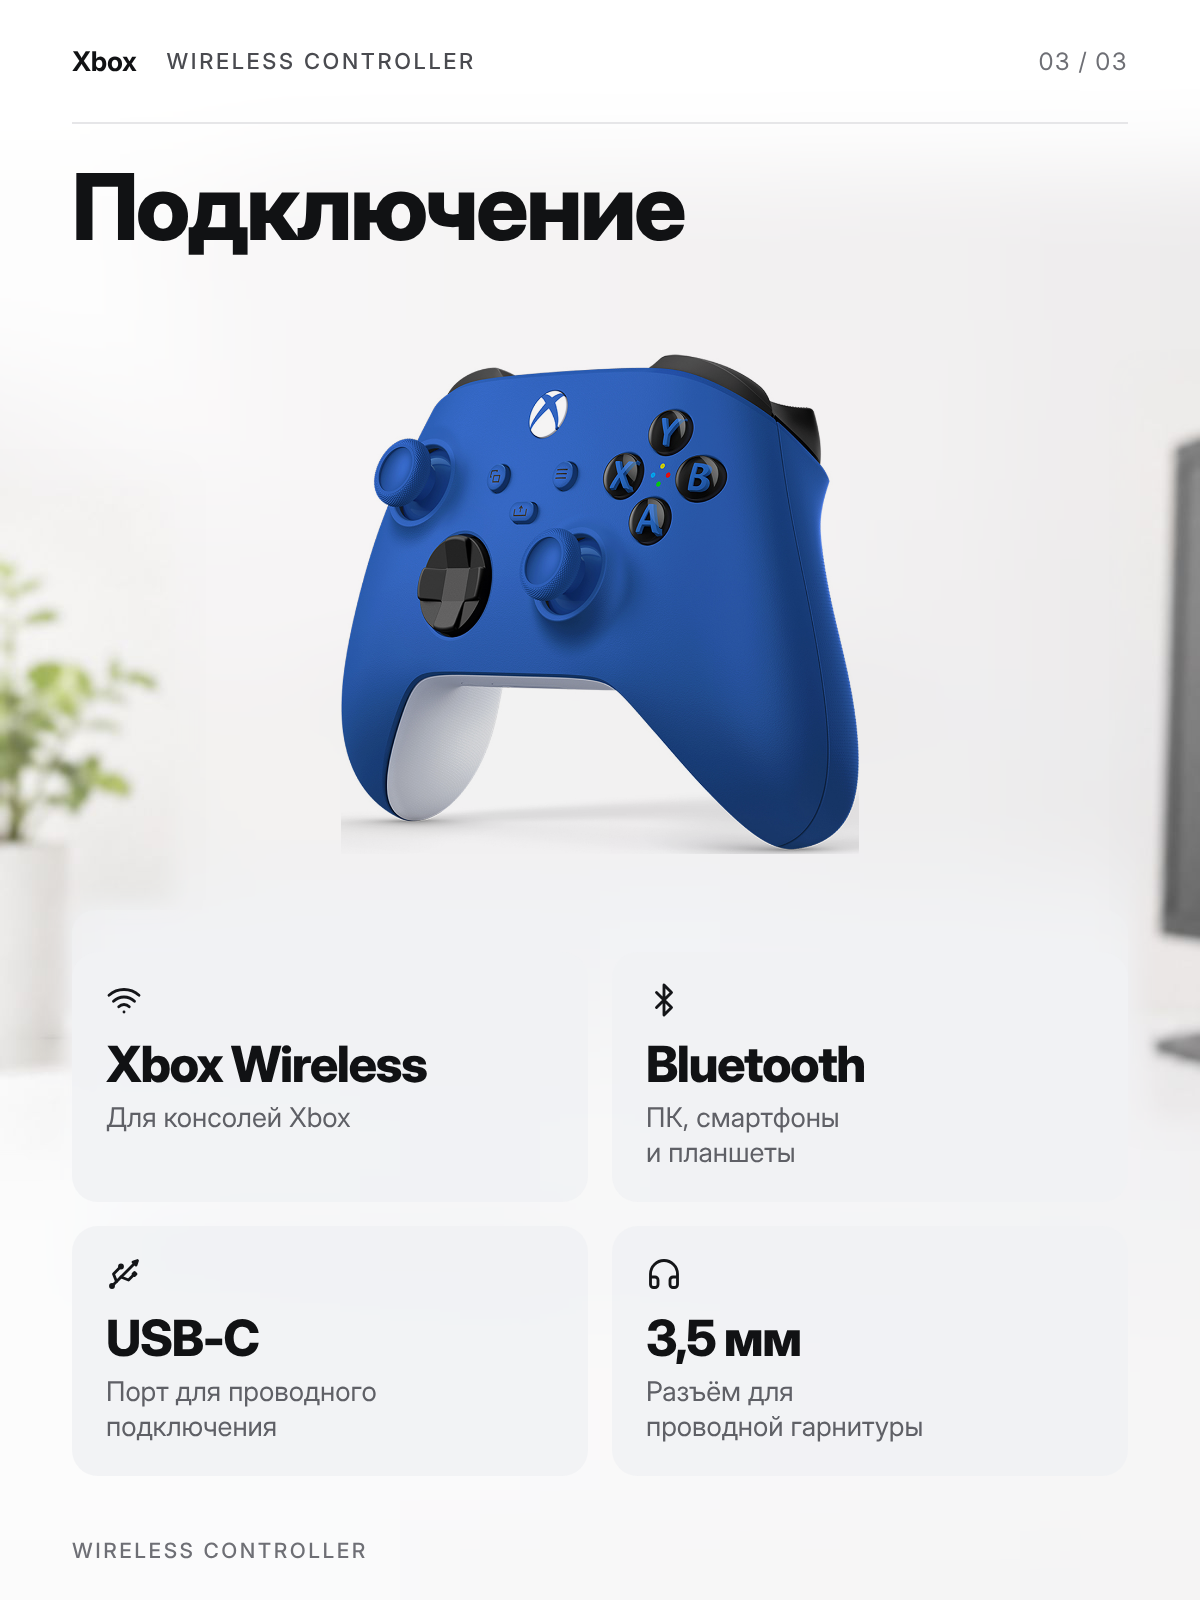 Xbox WIRELESS CONTROLLER 03 / 03
Подключение
Y
X B
A
Xbox Wireless
Для консолей Xbox
Bluetooth
ПК, смартфоны
и планшеты
USB-C
Порт для проводного
подключения
3,5 мм
Разъём для
проводной гарнитуры
WIRELESS CONTROLLER